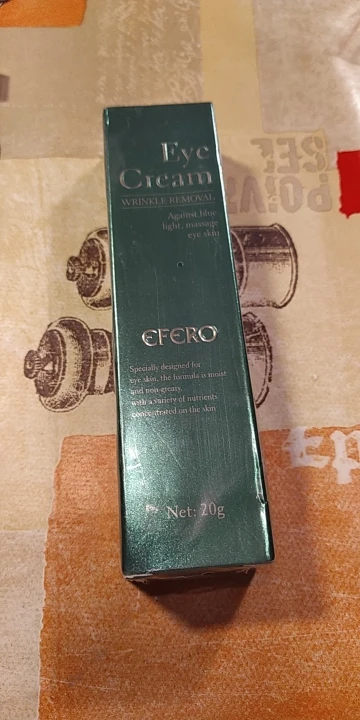 Eye
Cream
WRINKLE REMOVAL
Against blue
light, massage
eye skin
EFERO
Specially designed for
eye skin, the formula is moist
and non-greasy,
with a variety of nutrients
concentrated on the skin
Net: 20g